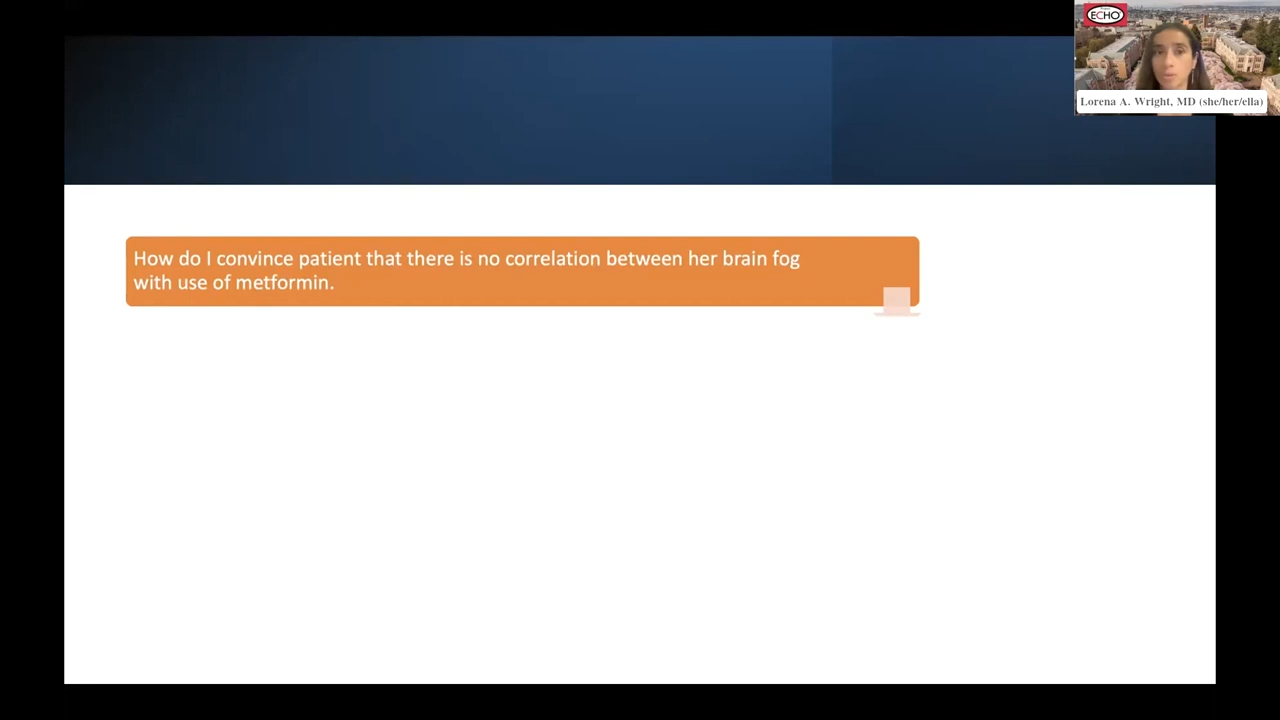 ECHO
Lorena A. Wright, MD (she/her/ella)
How do I convince patient that there is no correlation between her brain fog
with use of metformin.